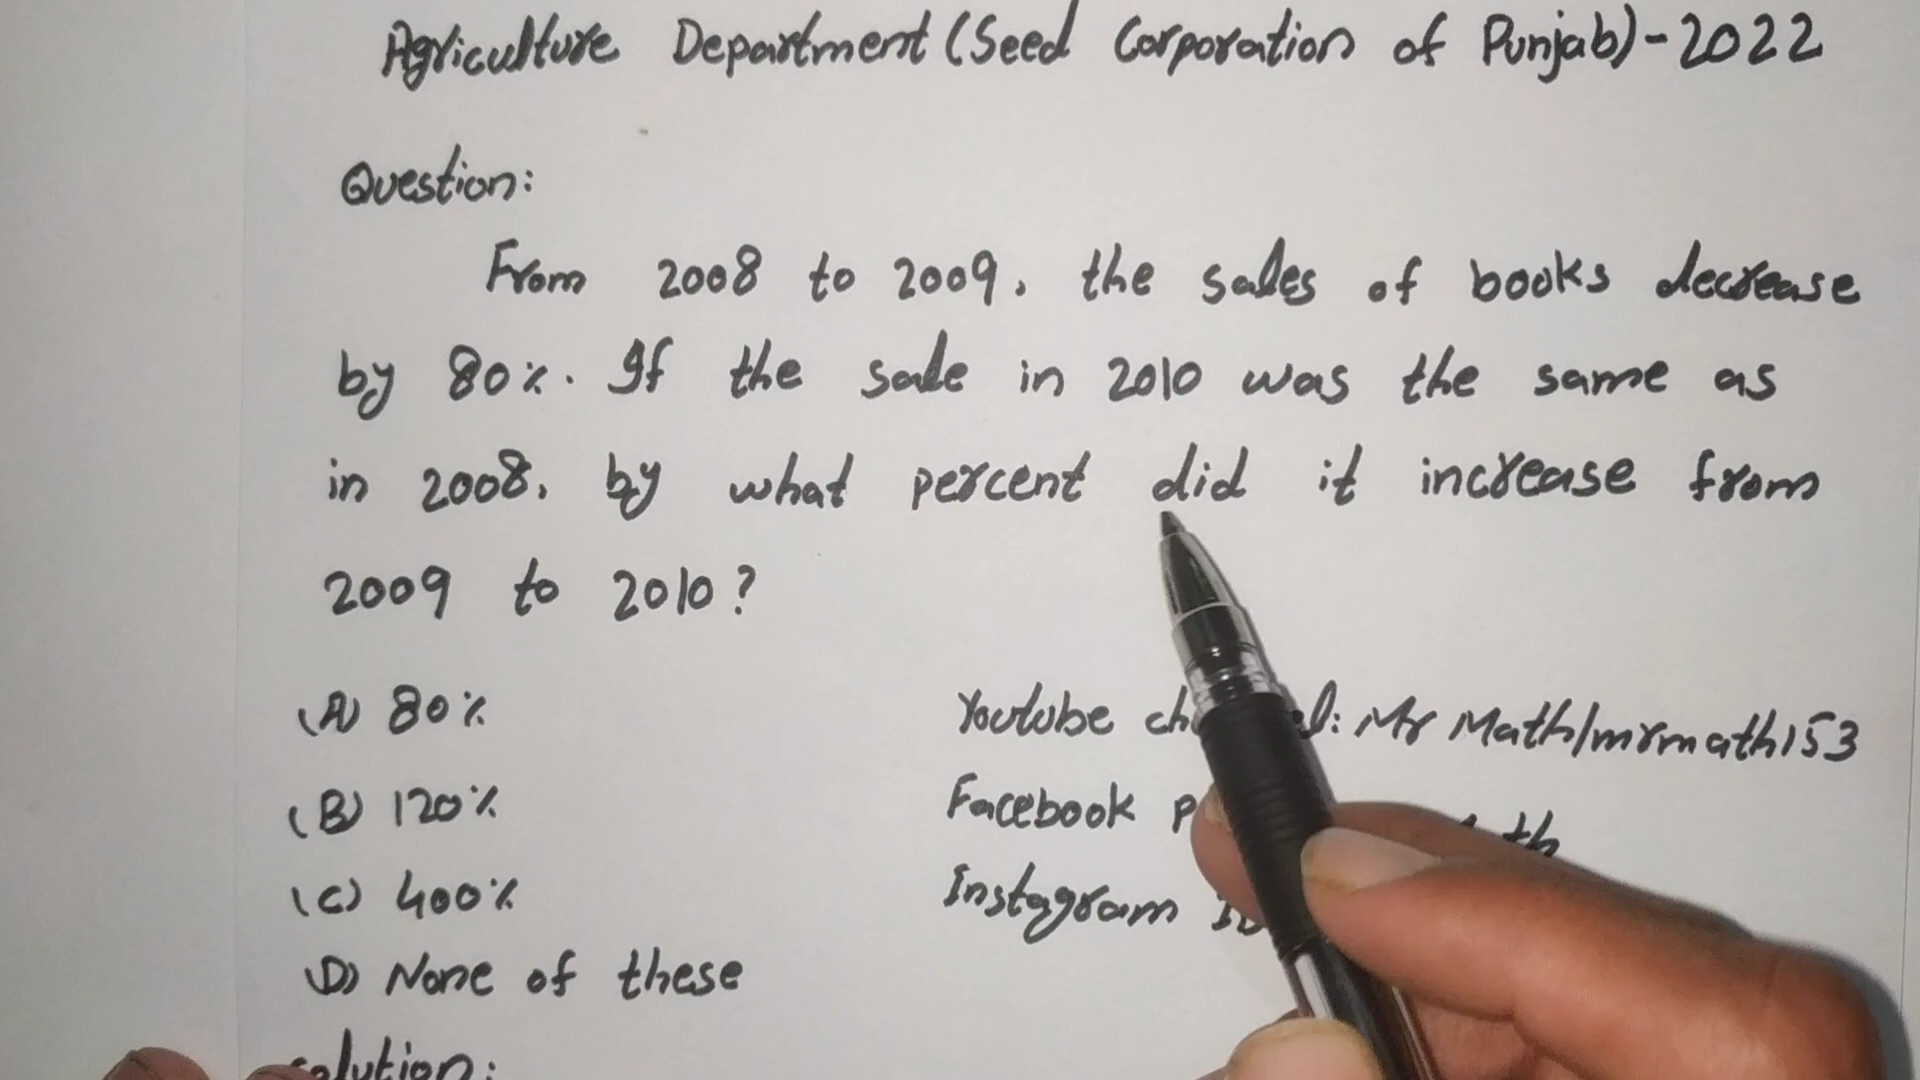 Agriculture Department (Seed Corporation of Punjab)-2022
Question:
From 2008 to 2009, the sales of books decrease
by 80%. If the sale in 2010 was the same as
in 2008, by what percent did it increase from
2009 to 2010?
(A) 80%
Youtube ch l: Mr Math/mrmath153
(B) 120%
Facebook
(C) 400%
Instagram
(D) None of these
solution: